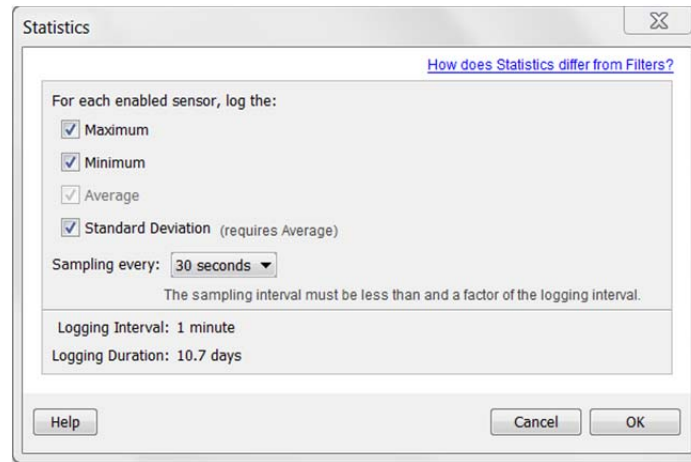 Statistics
How does Statistics differ from Filters?
For each enabled sensor, log the:
Maximum
Minimum
Average
Standard Deviation (requires Average)
Sampling every: 30 seconds
The sampling interval must be less than and a factor of the logging interval.
Logging Interval: 1 minute
Logging Duration: 10.7 days
Help Cancel OK